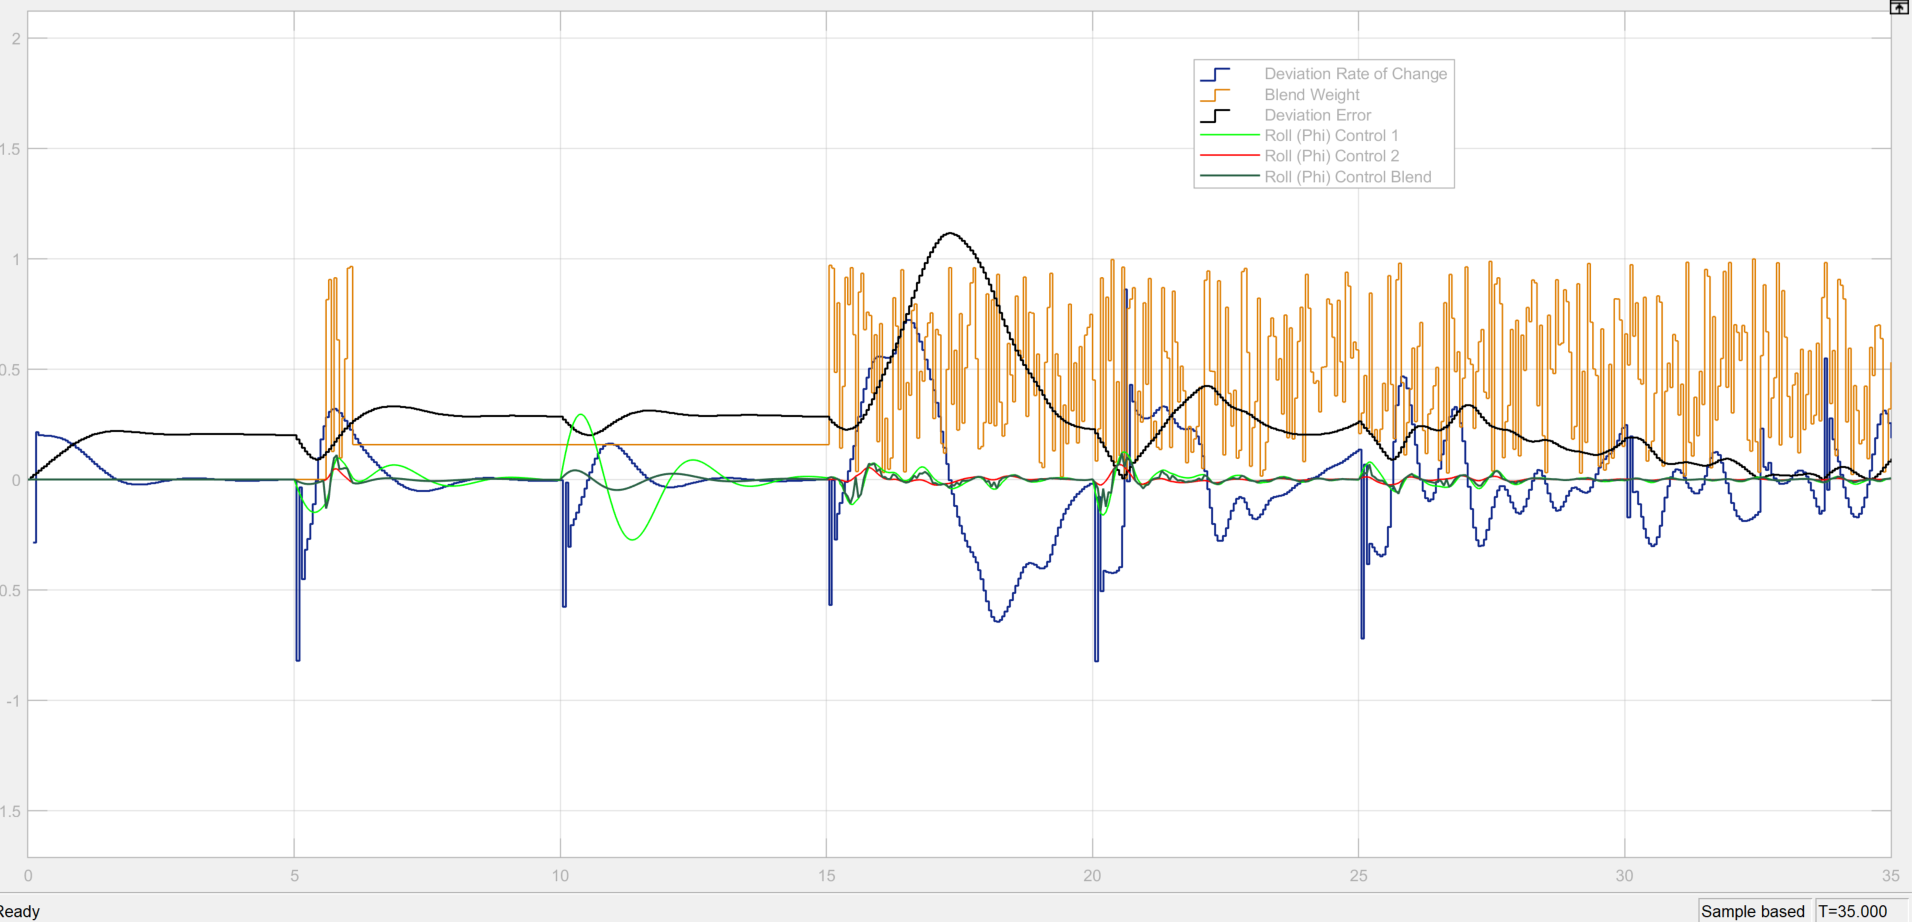 2
1.5
1
0.5
0
0.5
-1
1.5
0
5
10
15
20
25
30
35
Deviation Rate of Change
Blend Weight
Deviation Error
Roll (Phi) Control 1
Roll (Phi) Control 2
Roll (Phi) Control Blend
Ready
Sample based
T=35.000